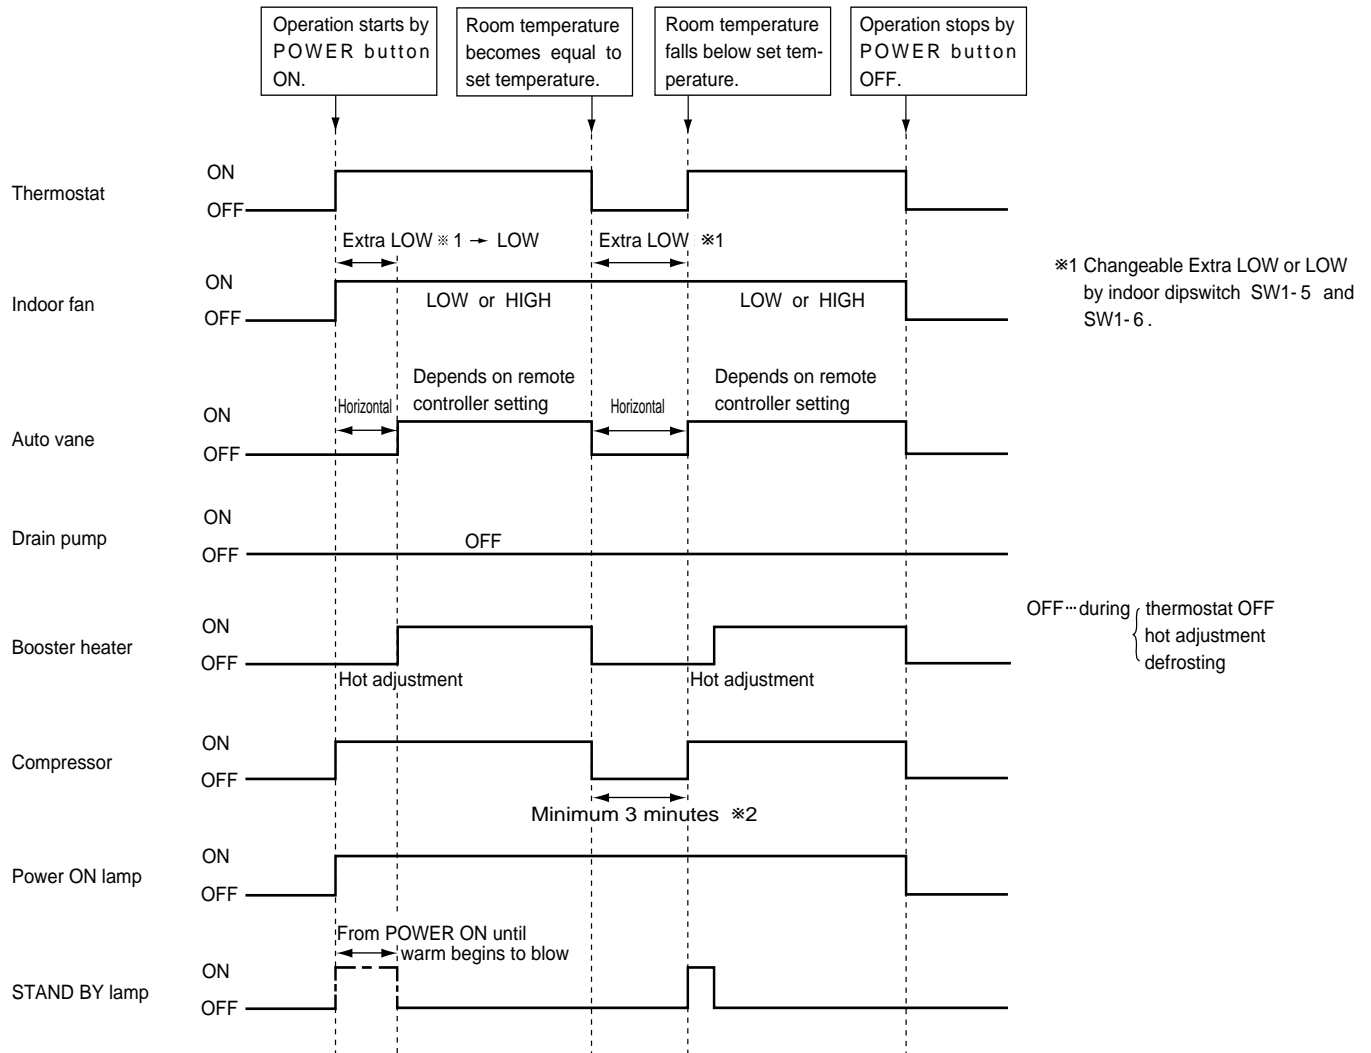 Operation starts by
POWER button
ON.
Room temperature
becomes equal to
set temperature.
Room temperature
falls below set tem-
perature.
Operation stops by
POWER button
OFF.
Thermostat
ON
OFF
Extra LOW ※ 1 → LOW
Extra LOW ※1
Indoor fan
ON
OFF
LOW or HIGH
LOW or HIGH
※1 Changeable Extra LOW or LOW
by indoor dipswitch SW1- 5 and
SW1- 6 .
Auto vane
ON
OFF
Horizontal
Depends on remote
controller setting
Horizontal
Depends on remote
controller setting
Drain pump
ON
OFF
OFF
Booster heater
ON
OFF
Hot adjustment
Hot adjustment
OFF···during { thermostat OFF
hot adjustment
defrosting
Compressor
ON
OFF
Minimum 3 minutes ※2
Power ON lamp
ON
OFF
From POWER ON until
warm begins to blow
STAND BY lamp
ON
OFF